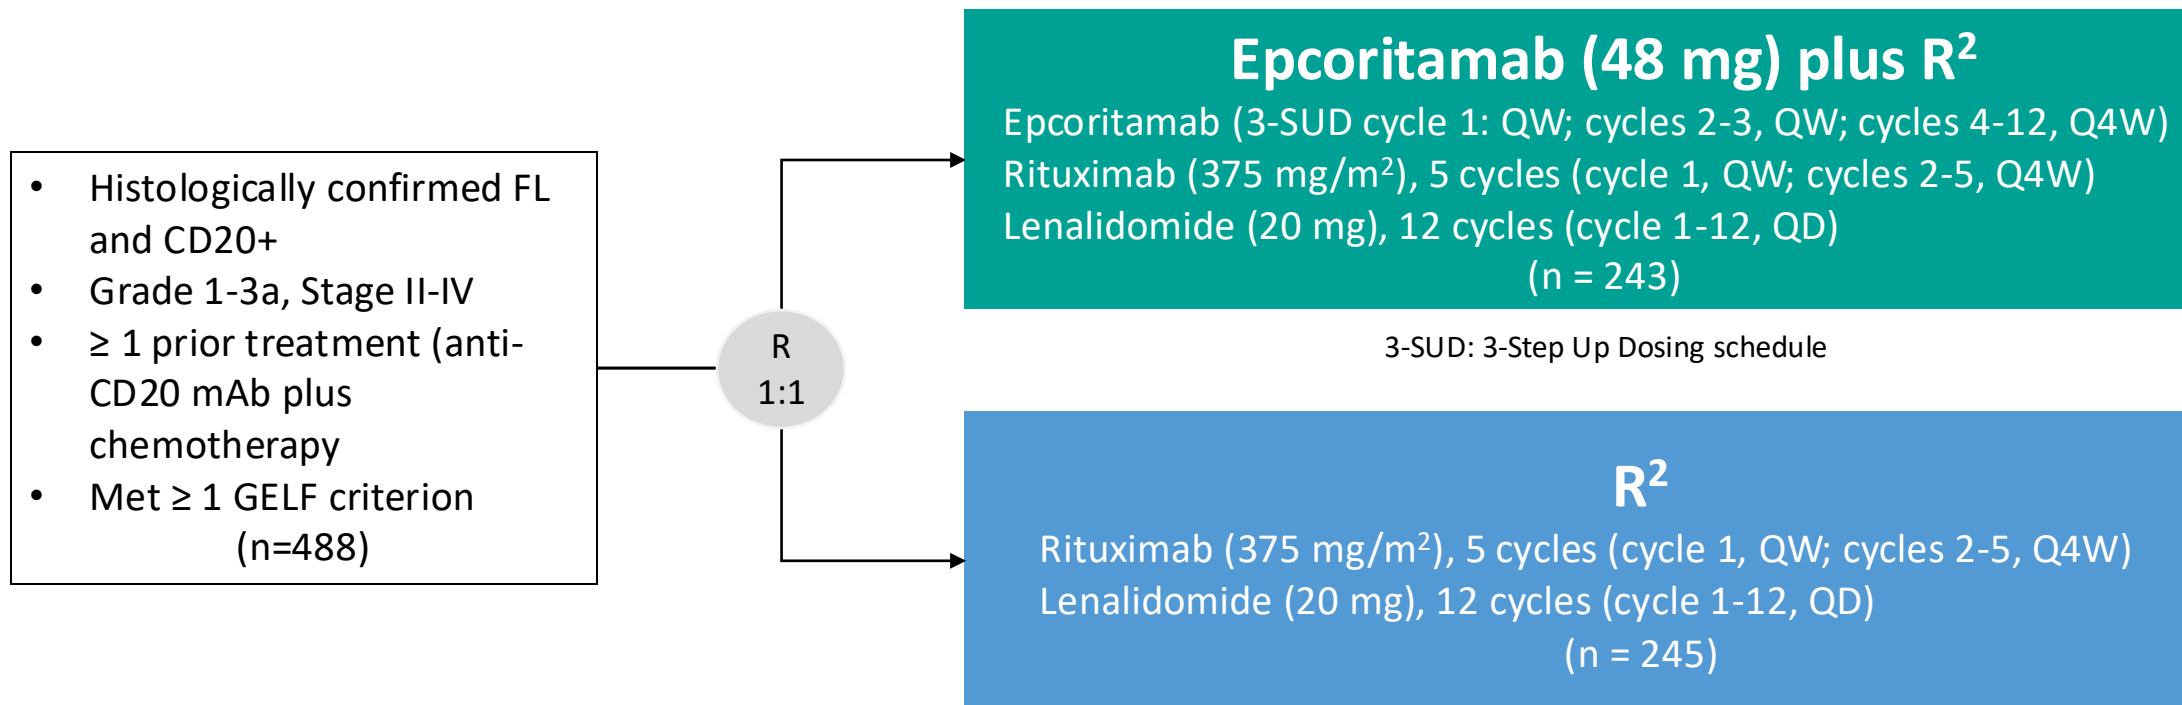 • Histologically confirmed FL
and CD20+
• Grade 1-3a, Stage II-IV
• ≥ 1 prior treatment (anti-
CD20 mAb plus
chemotherapy
• Met ≥ 1 GELF criterion
(n=488)
R
1:1
Epcoritamab (48 mg) plus R²
Epcoritamab (3-SUD cycle 1: QW; cycles 2-3, QW; cycles 4-12, Q4W)
Rituximab (375 mg/m²), 5 cycles (cycle 1, QW; cycles 2-5, Q4W)
Lenalidomide (20 mg), 12 cycles (cycle 1-12, QD)
(n = 243)
3-SUD: 3-Step Up Dosing schedule
R²
Rituximab (375 mg/m²), 5 cycles (cycle 1, QW; cycles 2-5, Q4W)
Lenalidomide (20 mg), 12 cycles (cycle 1-12, QD)
(n = 245)